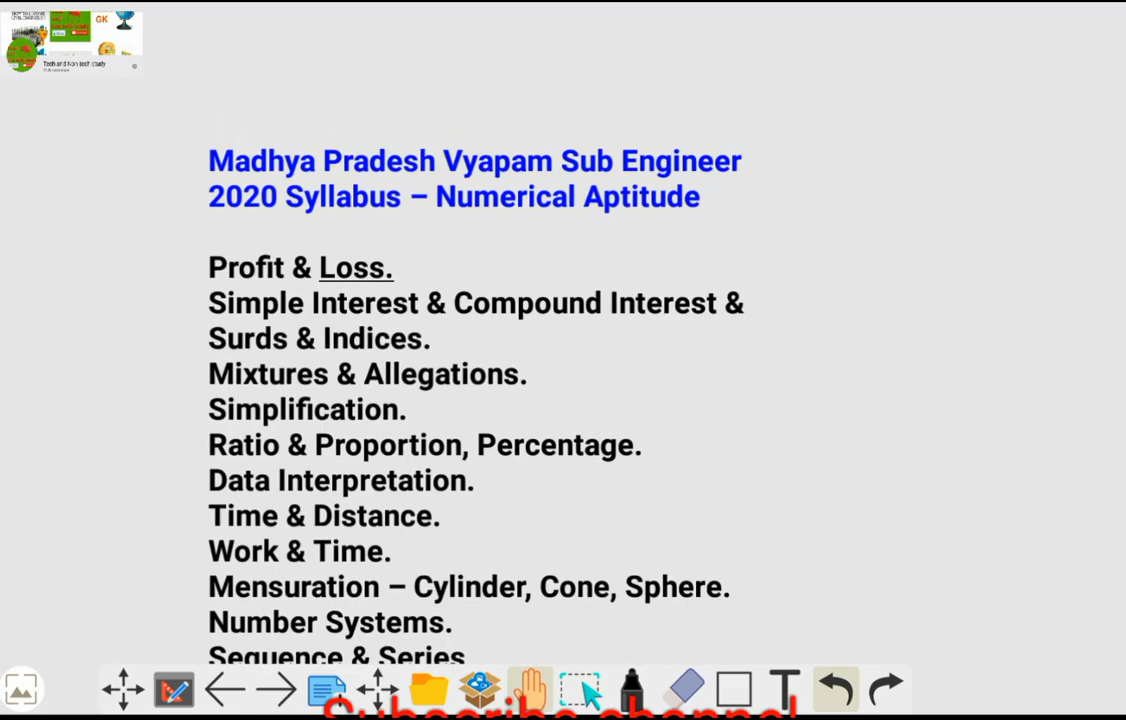 GK
Tech and Non tech study
Madhya Pradesh Vyapam Sub Engineer
2020 Syllabus – Numerical Aptitude
Profit & Loss.
Simple Interest & Compound Interest &
Surds & Indices.
Mixtures & Allegations.
Simplification.
Ratio & Proportion, Percentage.
Data Interpretation.
Time & Distance.
Work & Time.
Mensuration – Cylinder, Cone, Sphere.
Number Systems.
Sequence & Series
T
Subscribe channel